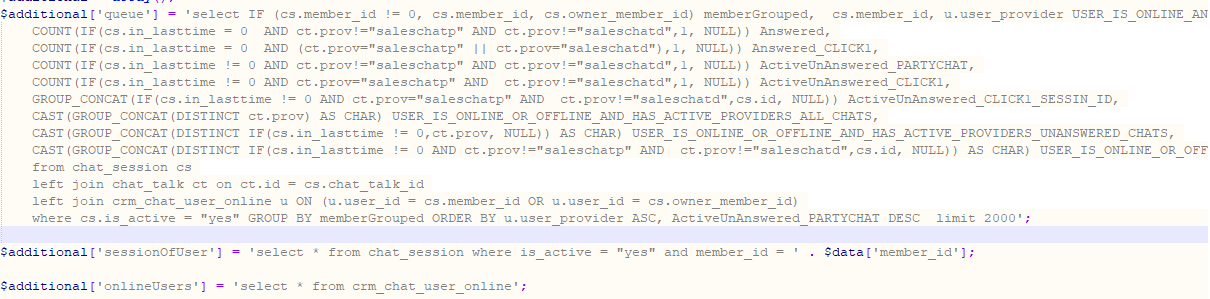 $additional['queue'] = 'select IF (cs.member_id != 0, cs.member_id, cs.owner_member_id) memberGrouped,  cs.member_id, u.user_provider
COUNT(IF(cs.in_lasttime = 0  AND ct.prov!="saleschatp" AND ct.prov!="saleschatd",1, NULL)) Answered,
COUNT(IF(cs.in_lasttime = 0  AND (ct.prov="saleschatp" || ct.prov="saleschatd"),1, NULL)) Answered_CLICK1,
COUNT(IF(cs.in_lasttime != 0 AND ct.prov!="saleschatp" AND ct.prov!="saleschatd",1, NULL)) ActiveUnAnswered_PARTYCHAT,
COUNT(IF(cs.in_lasttime != 0 AND ct.prov="saleschatp" AND  ct.prov!="saleschatd",1, NULL)) ActiveUnAnswered_CLICK1,
GROUP_CONCAT(IF(cs.in_lasttime != 0 AND ct.prov="saleschatp" AND  ct.prov!="saleschatd",cs.id, NULL)) ActiveUnAnswered_CLICK1_SESSIN_ID,
CAST(GROUP_CONCAT(DISTINCT ct.prov) AS CHAR) USER_IS_ONLINE_OR_OFFLINE_AND_HAS_ACTIVE_PROVIDERS_ALL_CHATS,
CAST(GROUP_CONCAT(DISTINCT IF(cs.in_lasttime != 0,ct.prov, NULL)) AS CHAR) USER_IS_ONLINE_OR_OFFLINE_AND_HAS_ACTIVE_PROVIDERS_UNANSWERED_CHATS,
CAST(GROUP_CONCAT(DISTINCT IF(cs.in_lasttime != 0 AND ct.prov!="saleschatp" AND  ct.prov!="saleschatd",cs.id, NULL)) AS CHAR)
from chat_session cs
left join chat_talk ct on ct.id = cs.chat_talk_id
left join crm_chat_user_online u ON (u.user_id = cs.member_id OR u.user_id = cs.owner_member_id)
where cs.is_active = "yes" GROUP BY memberGrouped ORDER BY u.user_provider ASC, ActiveUnAnswered_PARTYCHAT DESC  limit 2000';
$additional['sessionOfUser'] = 'select * from chat_session where is_active = "yes" and member_id = ' . $data['member_id'];
$additional['onlineUsers'] = 'select * from crm_chat_user_online';